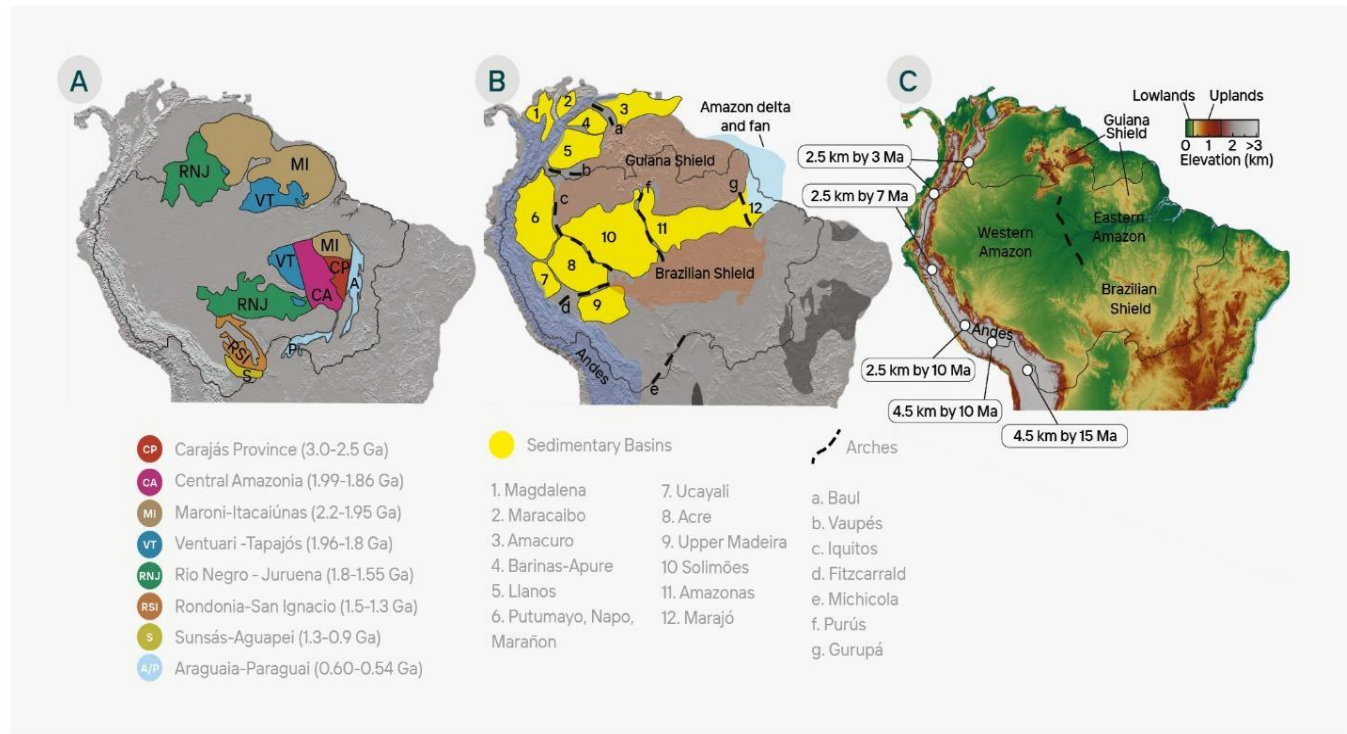 A
RNJ
MI
VT
MI
VT
CP
A
CA
RNJ
P
RSI
S
CP Carajás Province (3.0-2.5 Ga)
CA Central Amazonia (1.99-1.86 Ga)
MI Maroni-Itacaiúnas (2.2-1.95 Ga)
VT Ventuari -Tapajós (1.96-1.8 Ga)
RNJ Rio Negro - Juruena (1.8-1.55 Ga)
RSI Rondonia-San Ignacio (1.5-1.3 Ga)
S Sunsás-Aguapei (1.3-0.9 Ga)
A/P Araguaia-Paraguai (0.60-0.54 Ga)
B
1
2
3
4
a
5
b
Amazon delta
and fan
Guiana Shield
c
f
g
6
10
11
12
8
7
Brazilian Shield
d
9
Andes
e
Sedimentary Basins
1. Magdalena
2. Maracaibo
3. Amacuro
4. Barinas-Apure
5. Llanos
6. Putumayo, Napo,
Marañon
7. Ucayali
8. Acre
9. Upper Madeira
10 Solimões
11. Amazonas
12. Marajó
Arches
a. Baul
b. Vaupés
c. Iquitos
d. Fitzcarrald
e. Michicola
f. Purús
g. Gurupá
C
Lowlands
Uplands
0 1 2 >3
Elevation (km)
Guiana
Shield
2.5 km by 3 Ma
2.5 km by 7 Ma
Western
Amazon
Eastern
Amazon
Brazilian
Shield
Andes
2.5 km by 10 Ma
4.5 km by 10 Ma
4.5 km by 15 Ma